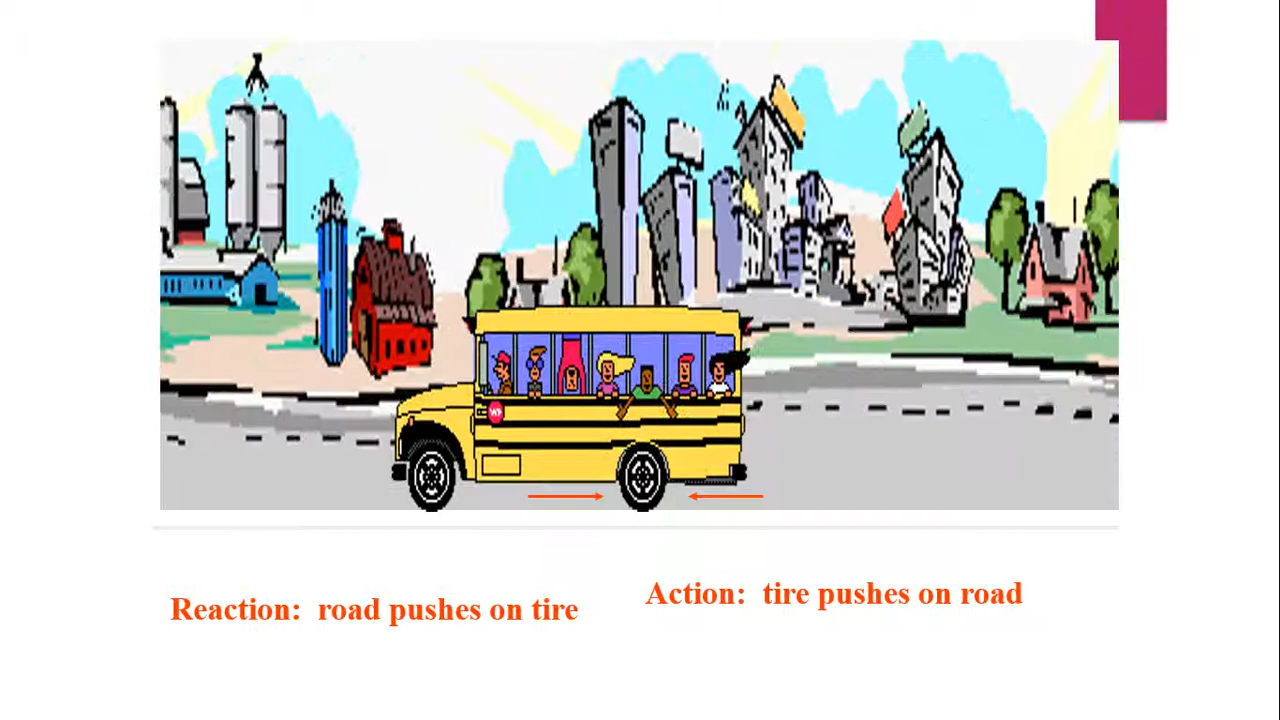 Reaction:  road pushes on tire
Action:  tire pushes on road